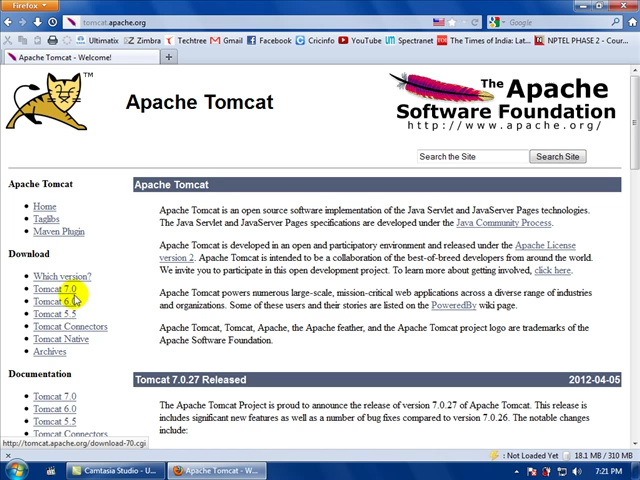 Firefox
tomcat.apache.org
Google
Ultimatix
Zimbra
Techtree
Gmail
Facebook
Cricinfo
YouTube
Spectranet
The Times of India: Lat...
NPTEL PHASE 2 - Cour...
Apache Tomcat - Welcome!
TM
Apache Tomcat
The Apache
Software Foundation
http://www.apache.org/
Search the Site
Search Site
Apache Tomcat
Home
Taglibs
Maven Plugin
Download
Which version?
Tomcat 7.0
Tomcat 6.0
Tomcat 5.5
Tomcat Connectors
Tomcat Native
Archives
Documentation
Tomcat 7.0
Tomcat 6.0
Tomcat 5.5
Tomcat Connectors
Apache Tomcat
Apache Tomcat is an open source software implementation of the Java Servlet and JavaServer Pages technologies.
The Java Servlet and JavaServer Pages specifications are developed under the Java Community Process.
Apache Tomcat is developed in an open and participatory environment and released under the Apache License
version 2. Apache Tomcat is intended to be a collaboration of the best-of-breed developers from around the world.
We invite you to participate in this open development project. To learn more about getting involved, click here.
Apache Tomcat powers numerous large-scale, mission-critical web applications across a diverse range of industries
and organizations. Some of these users and their stories are listed on the PoweredBy wiki page.
Apache Tomcat, Tomcat, Apache, the Apache feather, and the Apache Tomcat project logo are trademarks of the
Apache Software Foundation.
Tomcat 7.0.27 Released 2012-04-05
The Apache Tomcat Project is proud to announce the release of version 7.0.27 of Apache Tomcat. This release is
includes significant new features as well as a number of bug fixes compared to version 7.0.26. The notable changes
include:
http://tomcat.apache.org/download-70.cgi
: Not Loaded Yet
18.1 MB / 310 MB
Camtasia Studio - U...
Apache Tomcat - W...
7:21 PM